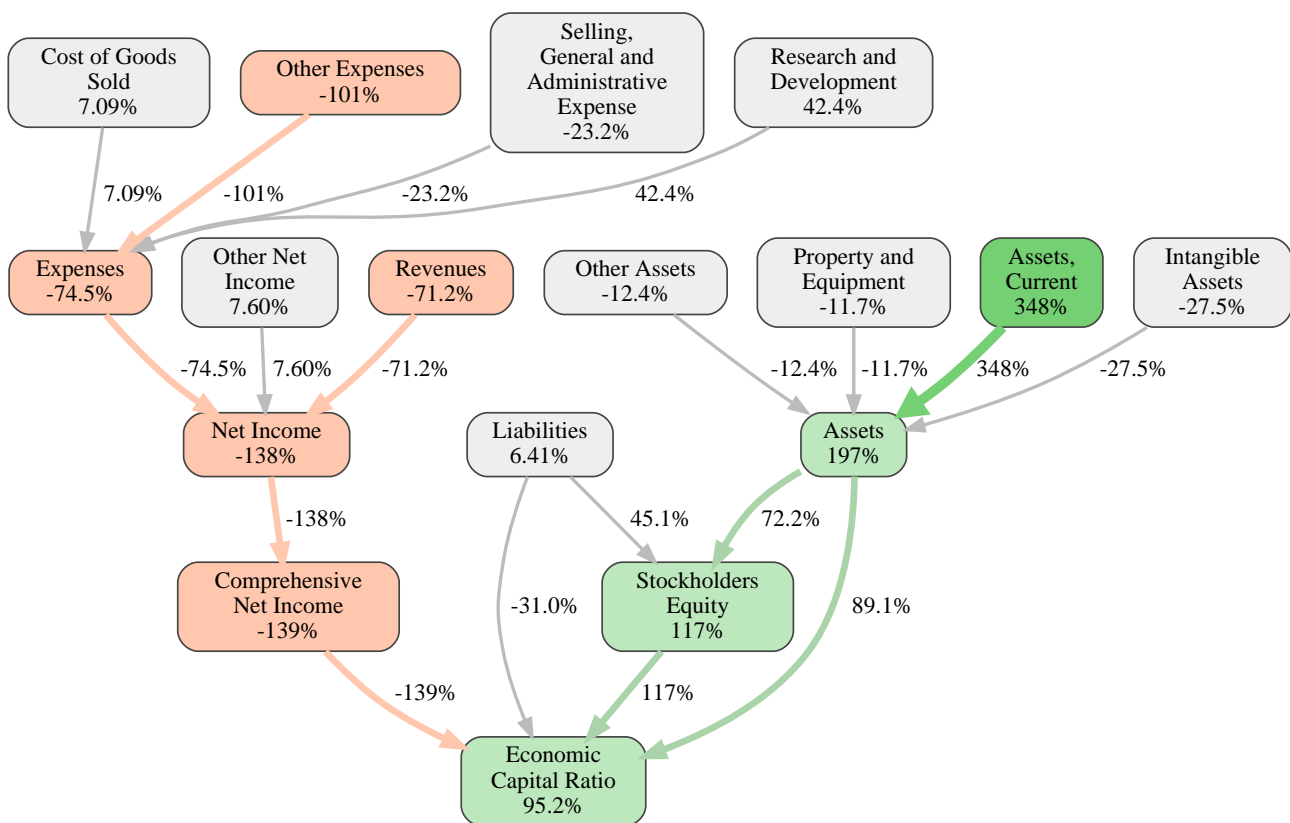 Cost of Goods
Sold
7.09%
Other Expenses
-101%
Selling,
General and
Administrative
Expense
-23.2%
Research and
Development
42.4%
7.09%
-101%
-23.2%
42.4%
Expenses
-74.5%
Other Net
Income
7.60%
Revenues
-71.2%
Other Assets
-12.4%
Property and
Equipment
-11.7%
Assets,
Current
348%
Intangible
Assets
-27.5%
-74.5%
7.60%
-71.2%
-12.4%
-11.7%
348%
-27.5%
Net Income
-138%
Liabilities
6.41%
Assets
197%
-138%
45.1%
72.2%
Comprehensive
Net Income
-139%
-31.0%
Stockholders
Equity
117%
89.1%
-139%
117%
Economic
Capital Ratio
95.2%